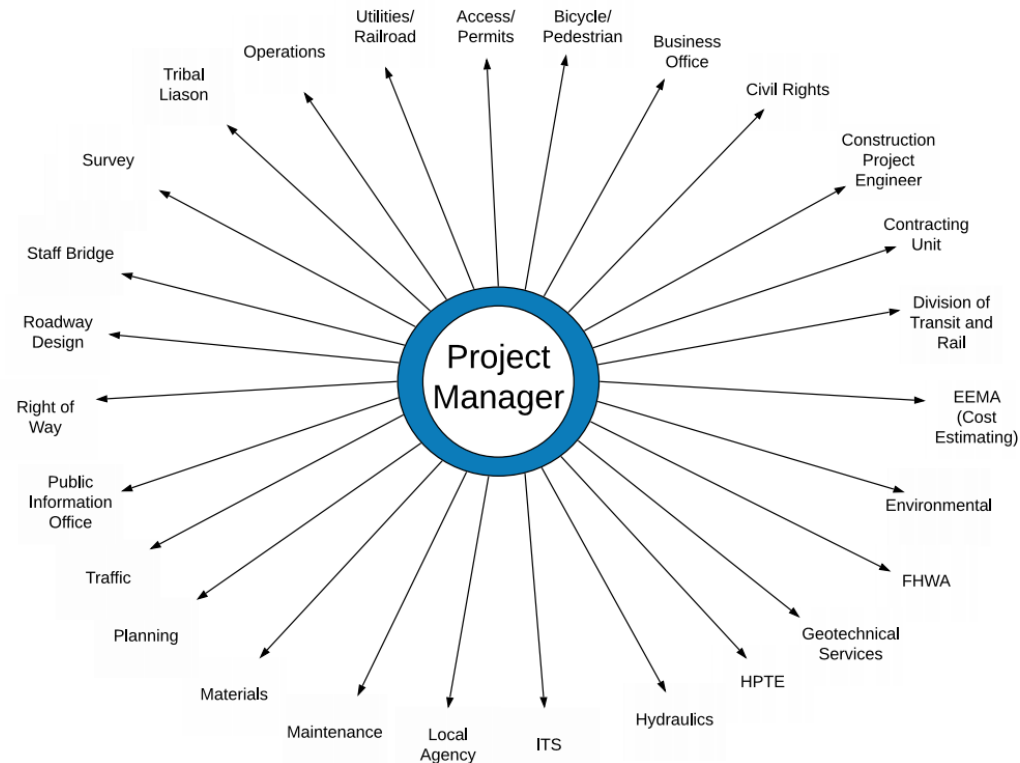 Utilities/
Railroad
Access/
Permits
Bicycle/
Pedestrian
Business
Office
Civil Rights
Construction
Project
Engineer
Contracting
Unit
Division of
Transit and
Rail
EEMA
(Cost
Estimating)
Environmental
FHWA
Geotechnical
Services
HPTE
Hydraulics
ITS
Local
Agency
Maintenance
Materials
Planning
Traffic
Public
Information
Office
Right of
Way
Roadway
Design
Staff Bridge
Survey
Tribal
Liason
Operations
Project
Manager